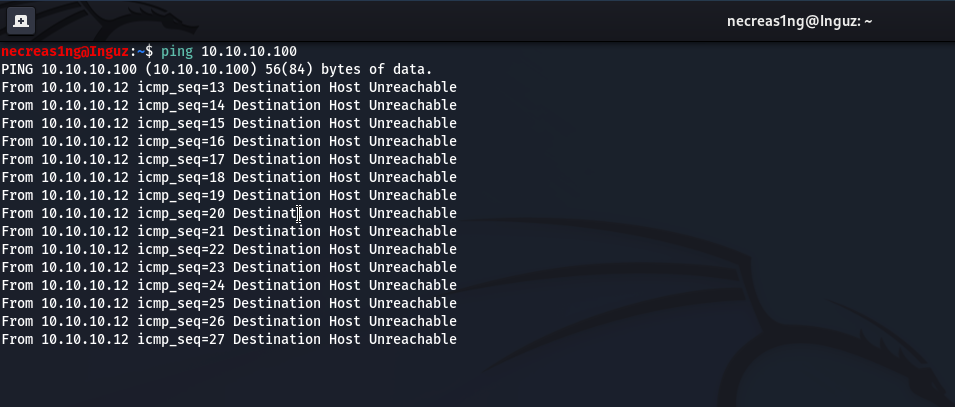 necreas1ng@Inguz: ~
necreas1ng@Inguz:~$ ping 10.10.10.100
PING 10.10.10.100 (10.10.10.100) 56(84) bytes of data.
From 10.10.10.12 icmp_seq=13 Destination Host Unreachable
From 10.10.10.12 icmp_seq=14 Destination Host Unreachable
From 10.10.10.12 icmp_seq=15 Destination Host Unreachable
From 10.10.10.12 icmp_seq=16 Destination Host Unreachable
From 10.10.10.12 icmp_seq=17 Destination Host Unreachable
From 10.10.10.12 icmp_seq=18 Destination Host Unreachable
From 10.10.10.12 icmp_seq=19 Destination Host Unreachable
From 10.10.10.12 icmp_seq=20 Destination Host Unreachable
From 10.10.10.12 icmp_seq=21 Destination Host Unreachable
From 10.10.10.12 icmp_seq=22 Destination Host Unreachable
From 10.10.10.12 icmp_seq=23 Destination Host Unreachable
From 10.10.10.12 icmp_seq=24 Destination Host Unreachable
From 10.10.10.12 icmp_seq=25 Destination Host Unreachable
From 10.10.10.12 icmp_seq=26 Destination Host Unreachable
From 10.10.10.12 icmp_seq=27 Destination Host Unreachable